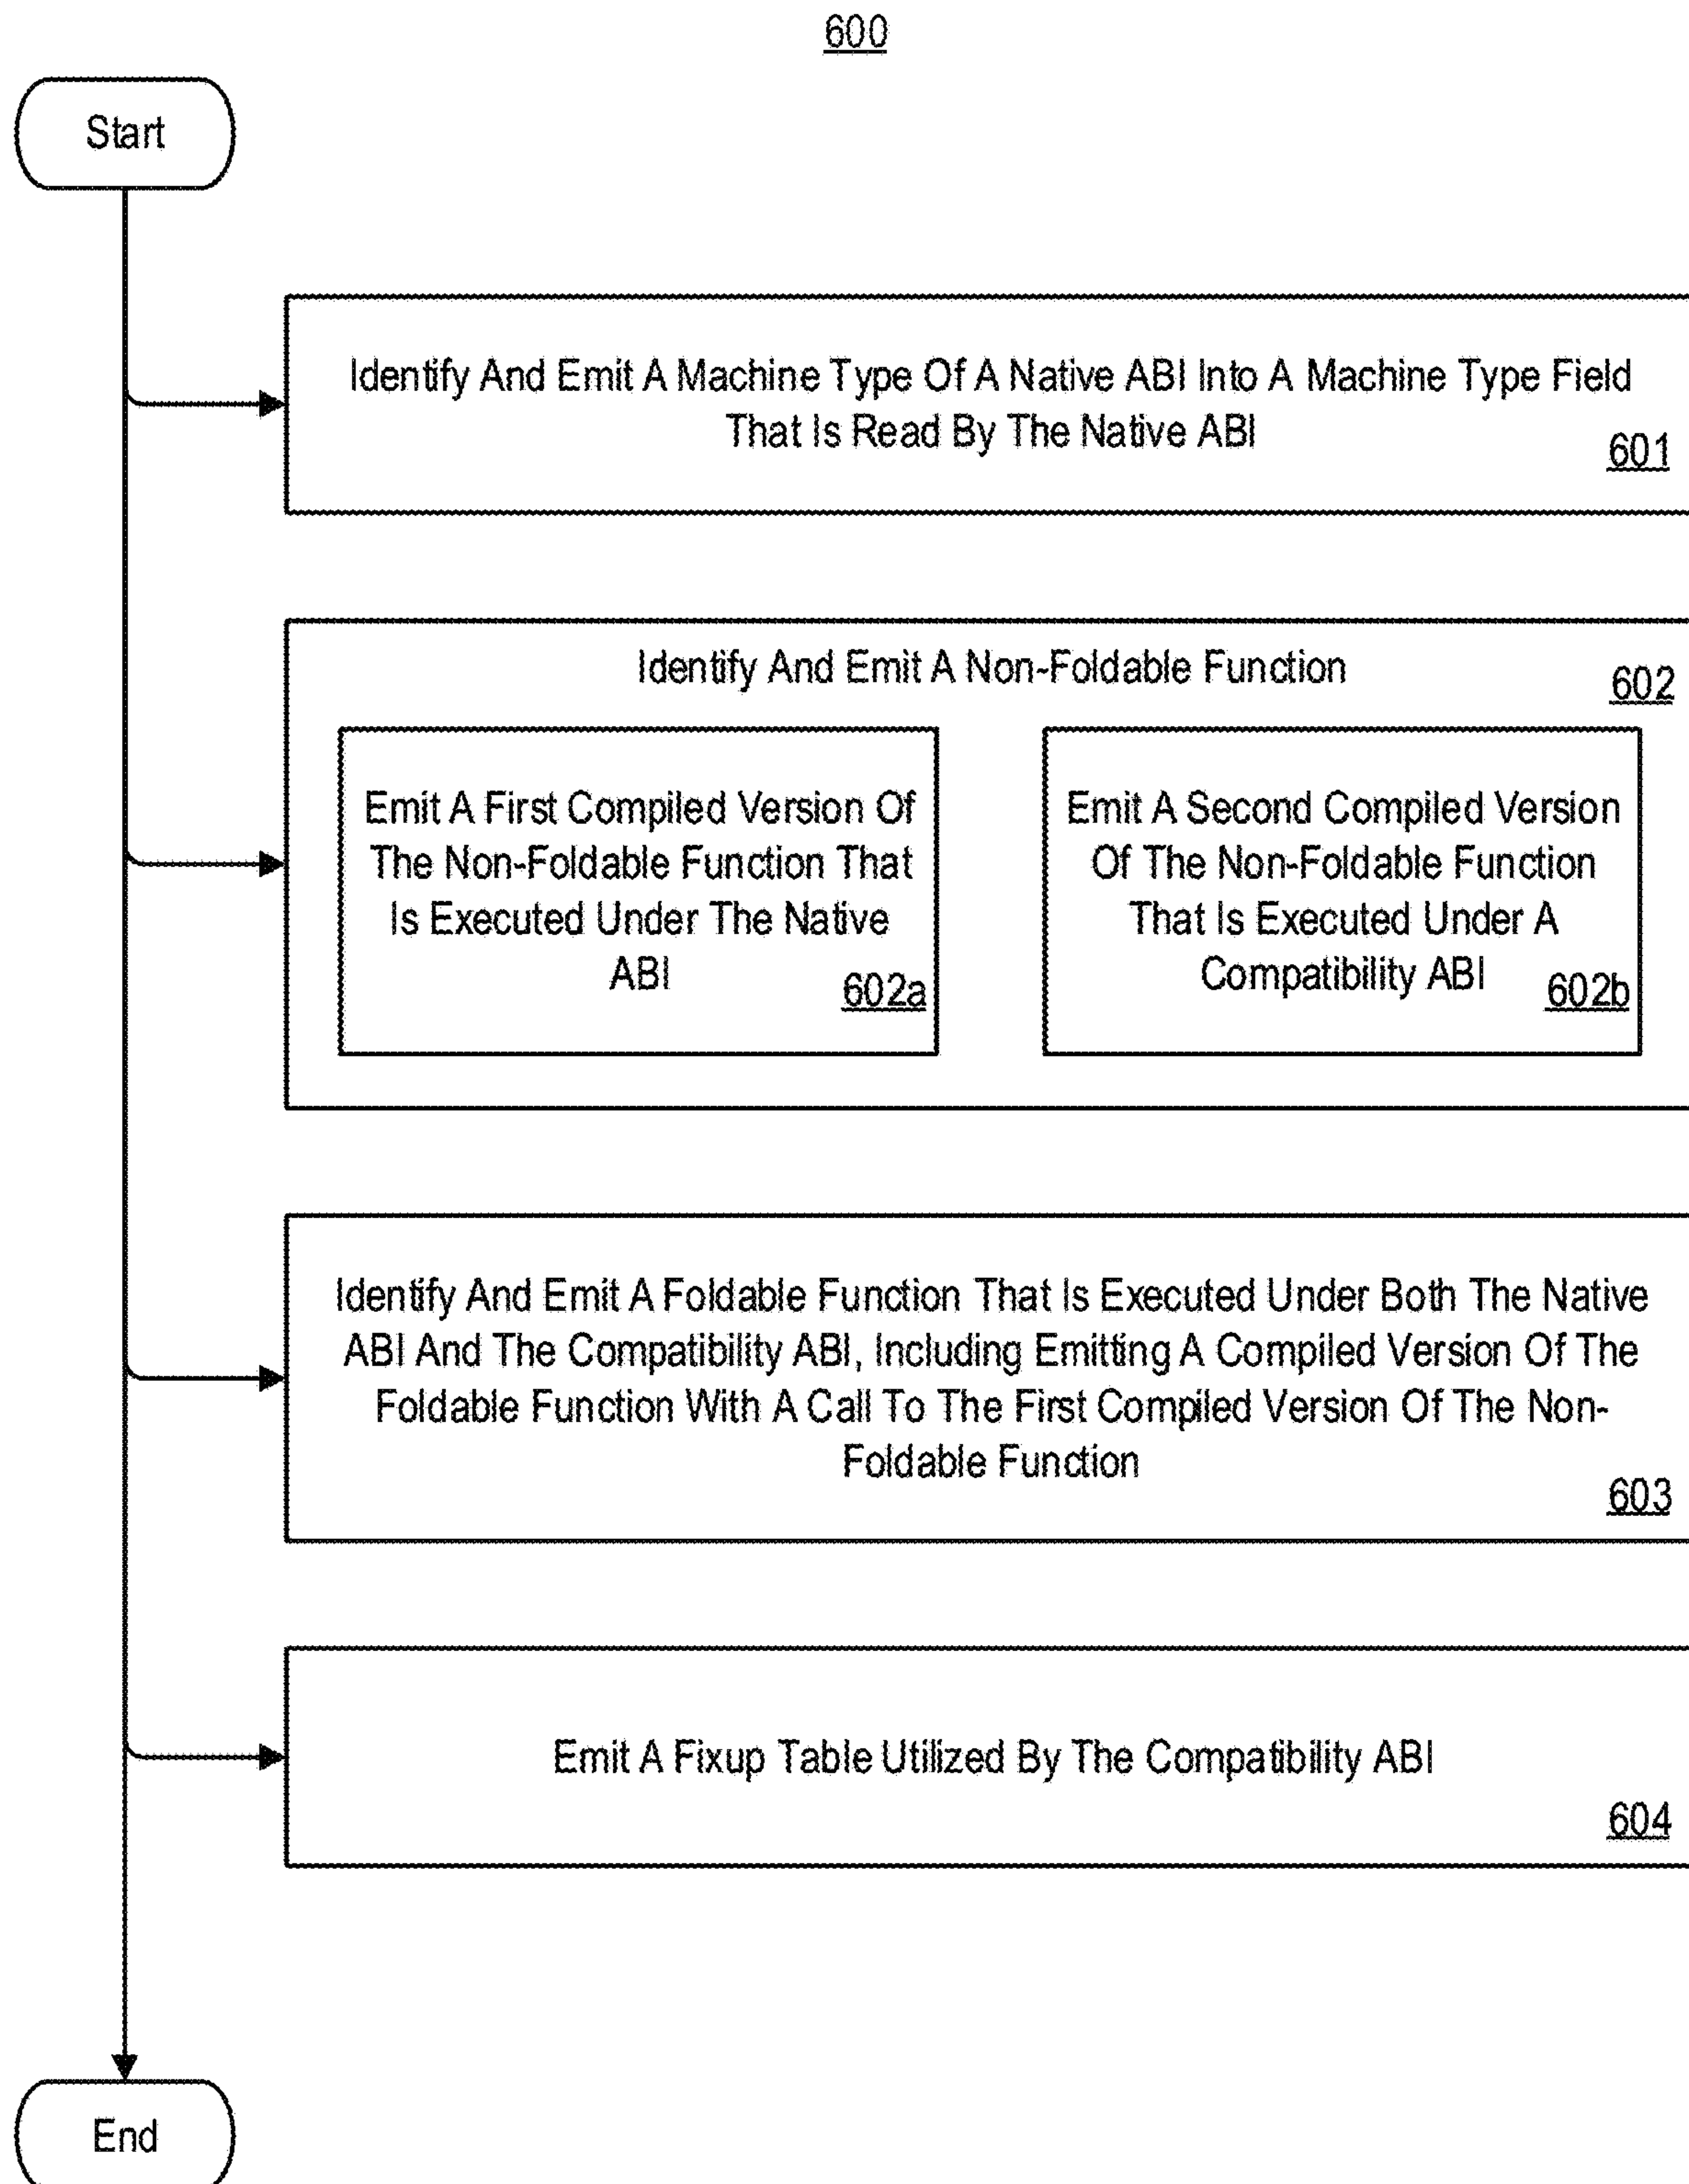 600
Start
Identify And Emit A Machine Type Of A Native ABI Into A Machine Type Field
That Is Read By The Native ABI
601
Identify And Emit A Non-Foldable Function
602
Emit A First Compiled Version Of
The Non-Foldable Function That
Is Executed Under The Native
ABI
602a
Emit A Second Compiled Version
Of The Non-Foldable Function
That Is Executed Under A
Compatibility ABI
602b
Identify And Emit A Foldable Function That Is Executed Under Both The Native
ABI And The Compatibility ABI, Including Emitting A Compiled Version Of The
Foldable Function With A Call To The First Compiled Version Of The Non-
Foldable Function
603
Emit A Fixup Table Utilized By The Compatibility ABI
604
End